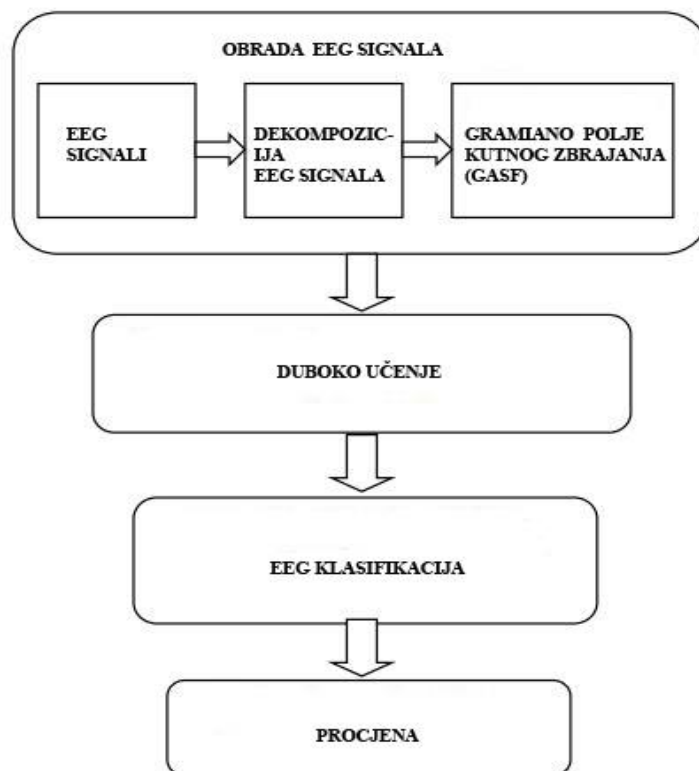 OBRADA EEG SIGNALA
EEG
SIGNALI
DEKOMPOZIC-
IJA
EEG SIGNALA
GRAMIANO POLJE
KUTNOG ZBRAJANJA
(GASF)
DUBOKO UČENJE
EEG KLASIFIKACIJA
PROCJENA